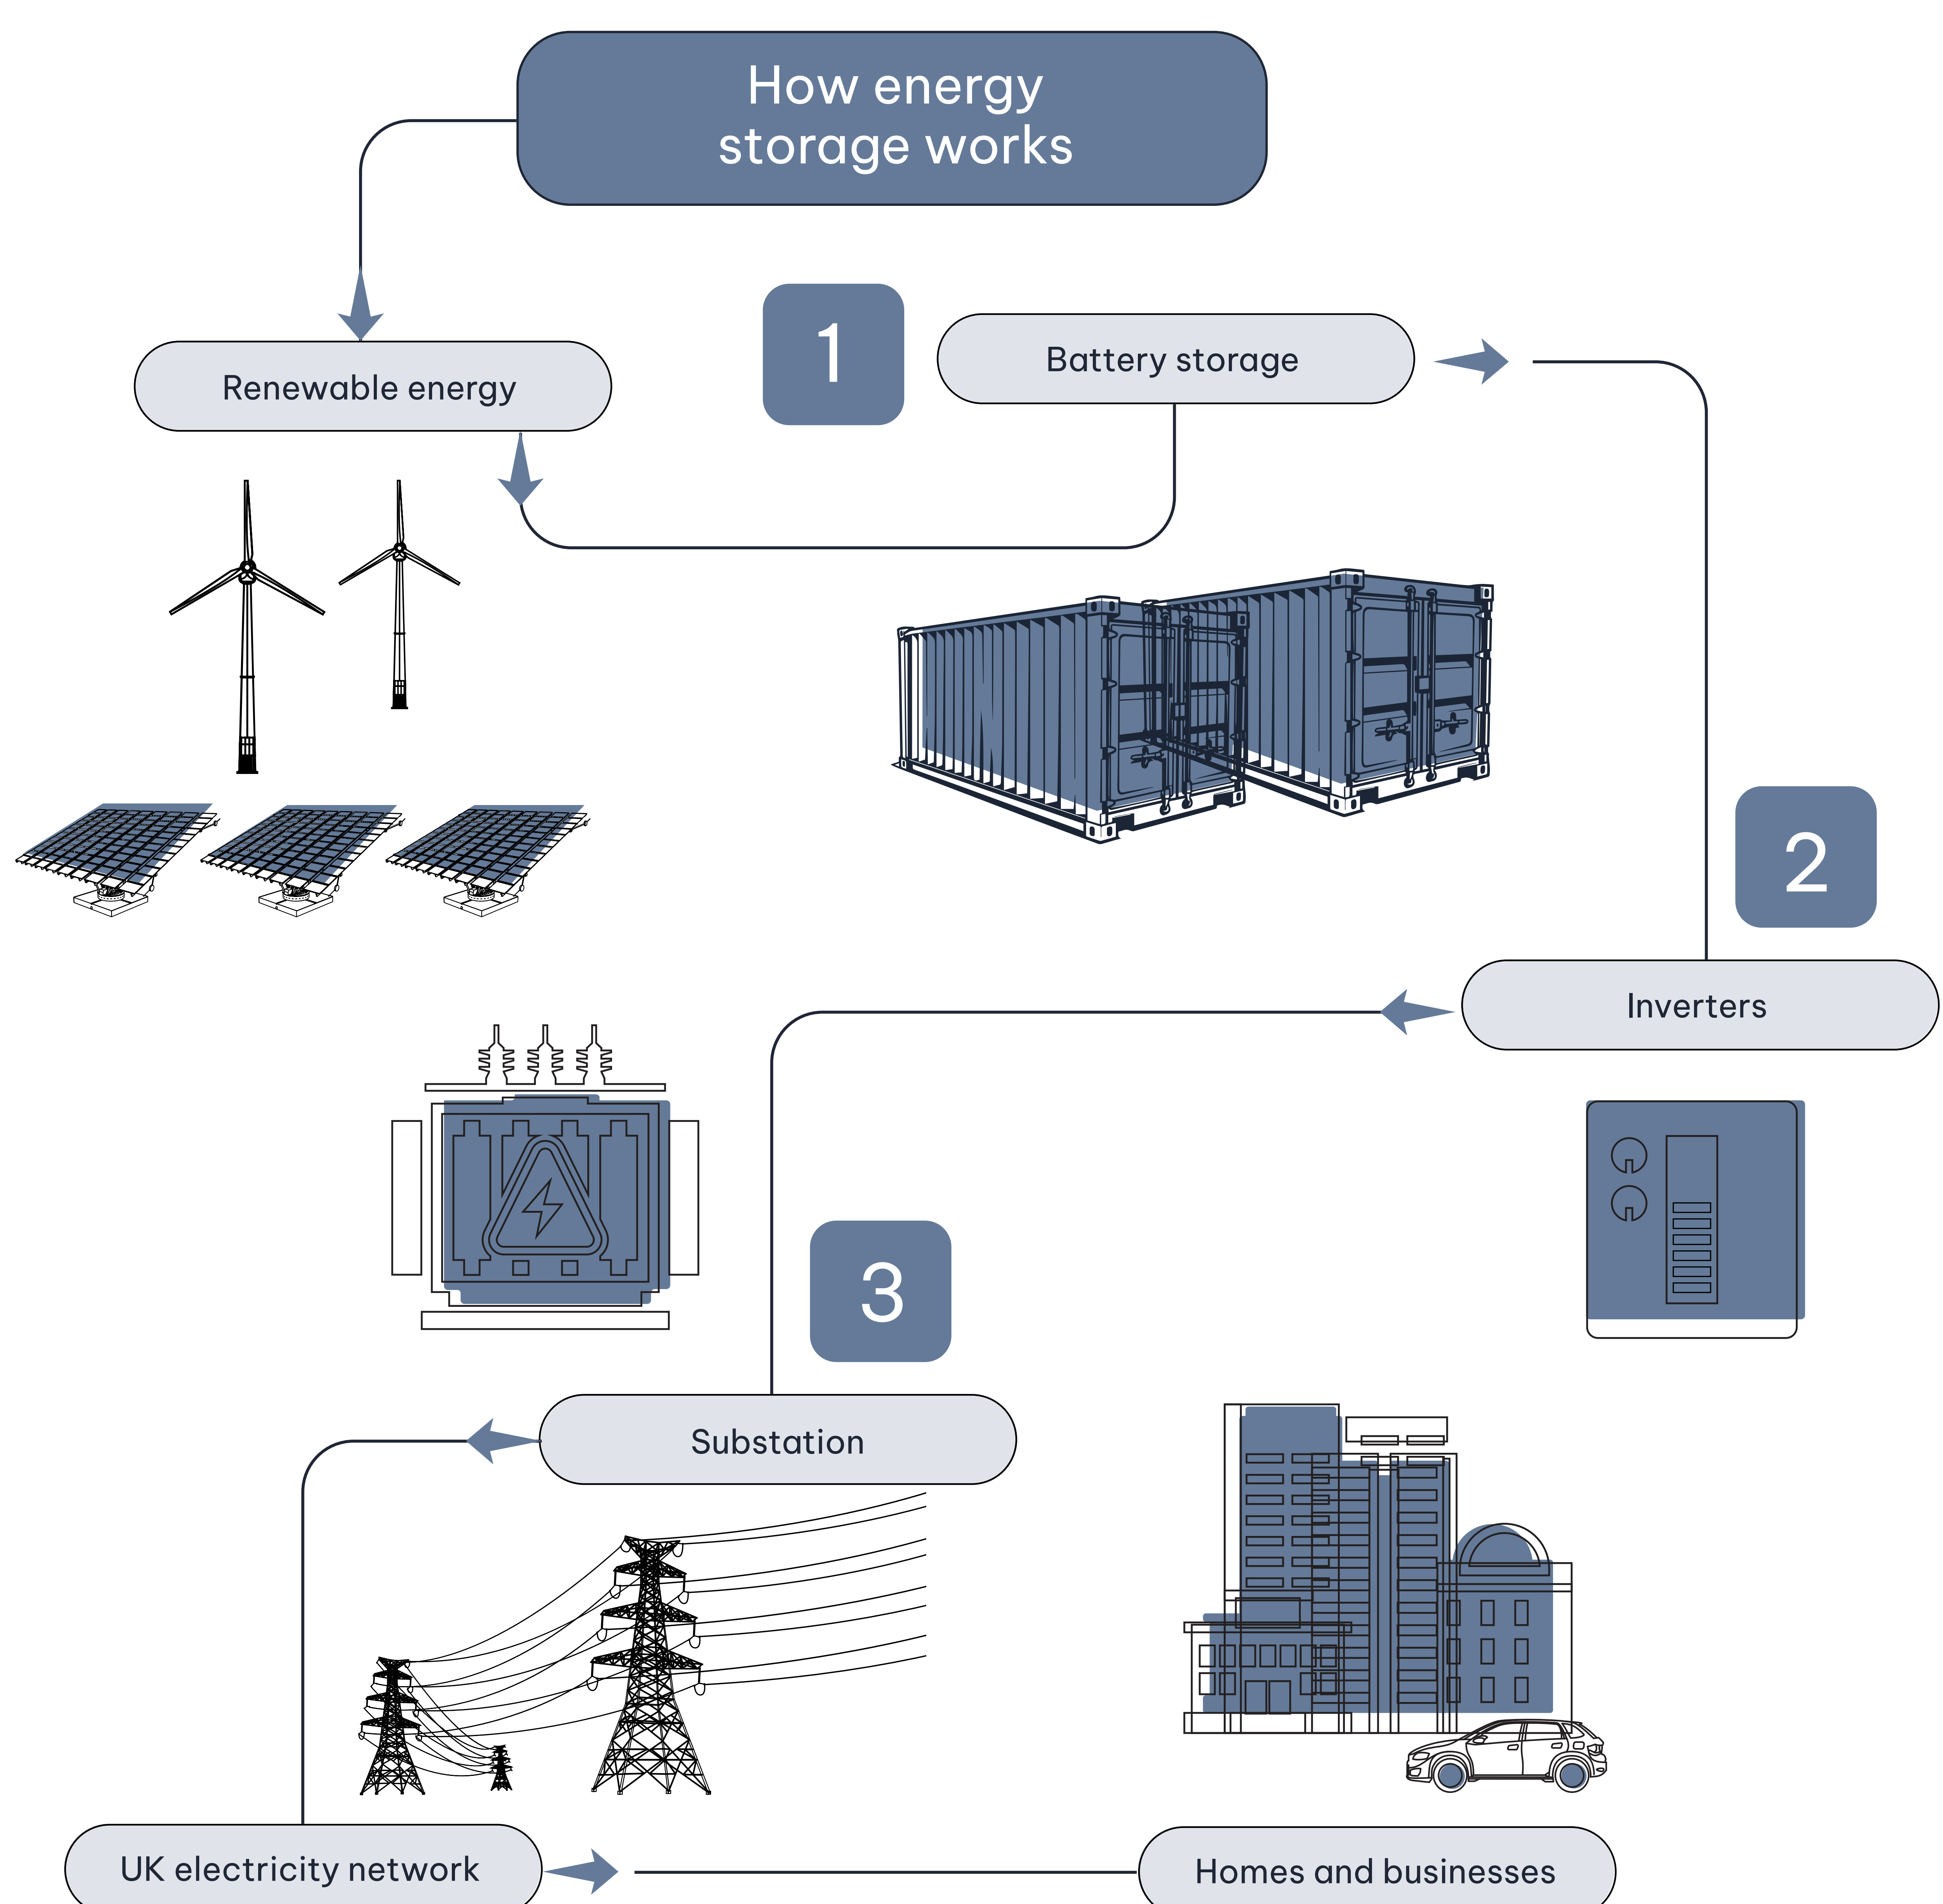 How energy
storage works
Renewable energy
1
Battery storage
2
Inverters
3
Substation
UK electricity network
Homes and businesses